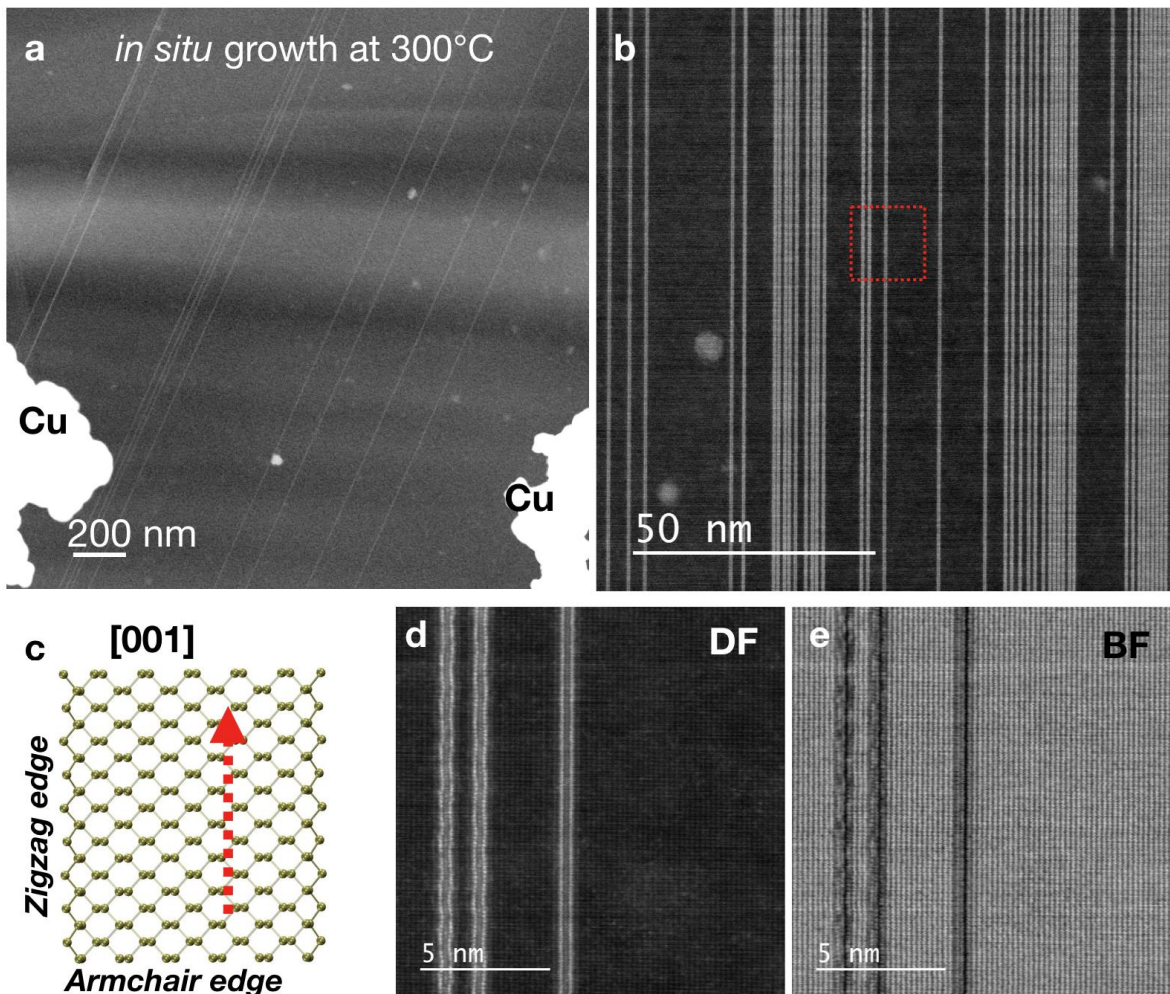 a
in situ growth at 300°C
Cu
Cu
200 nm
b
50 nm
c
[001]
Zigzag edge
Armchair edge
d
DF
5 nm
e
BF
5 nm